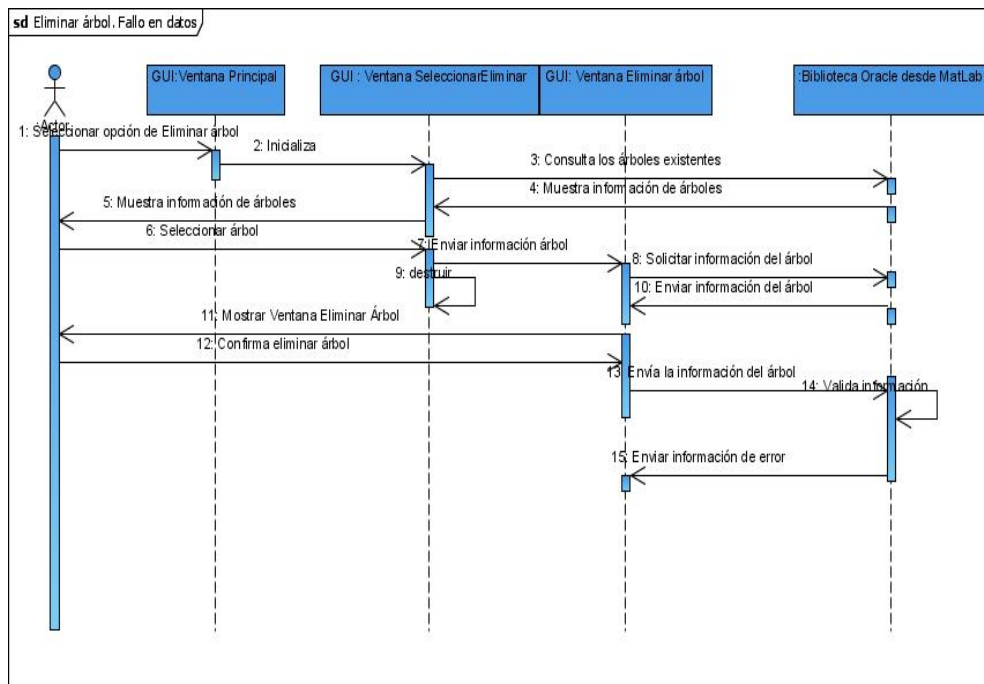 sd Eliminar árbol. Fallo en datos
GUI:Ventana Principal
GUI : Ventana SeleccionarEliminar
GUI: Ventana Eliminar árbol
:Biblioteca Oracle desde MatLab
:Actor
1: Seleccionar opción de Eliminar árbol
2: Inicializa
3: Consulta los árboles existentes
4: Muestra información de árboles
5: Muestra información de árboles
6: Seleccionar árbol
7: Enviar información árbol
8: Solicitar información del árbol
9: destruir
10: Enviar información del árbol
11: Mostrar Ventana Eliminar Árbol
12: Confirma eliminar árbol
13: Envía la información del árbol
14: Valida información
15: Enviar información de error